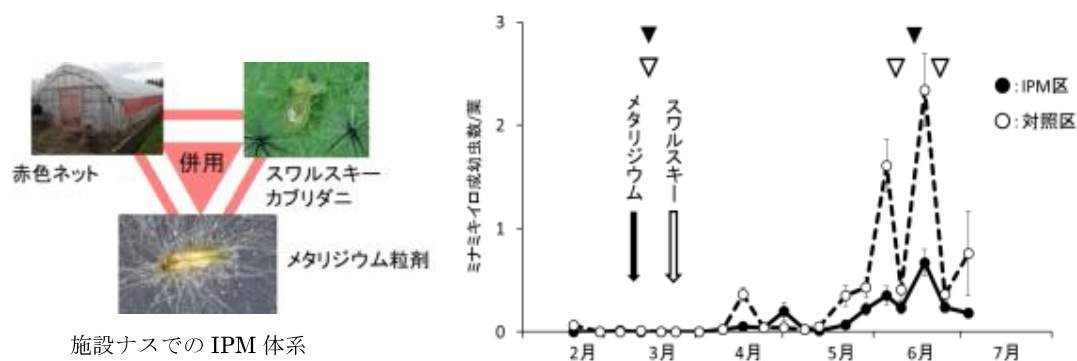 併用
赤色ネット
スワルスキー
カブリダニ
メタリジウム粒剤
施設ナスでの IPM 体系
ミナミキイロ成幼虫数/葉
3
2
1
0
メタリジウム
スワルスキー
●:IPM区
○:対照区
2月 3月 4月 5月 6月 7月